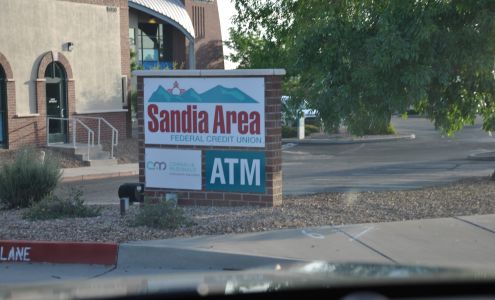 Sandia Area
FEDERAL CREDIT UNION
ATM
LANE